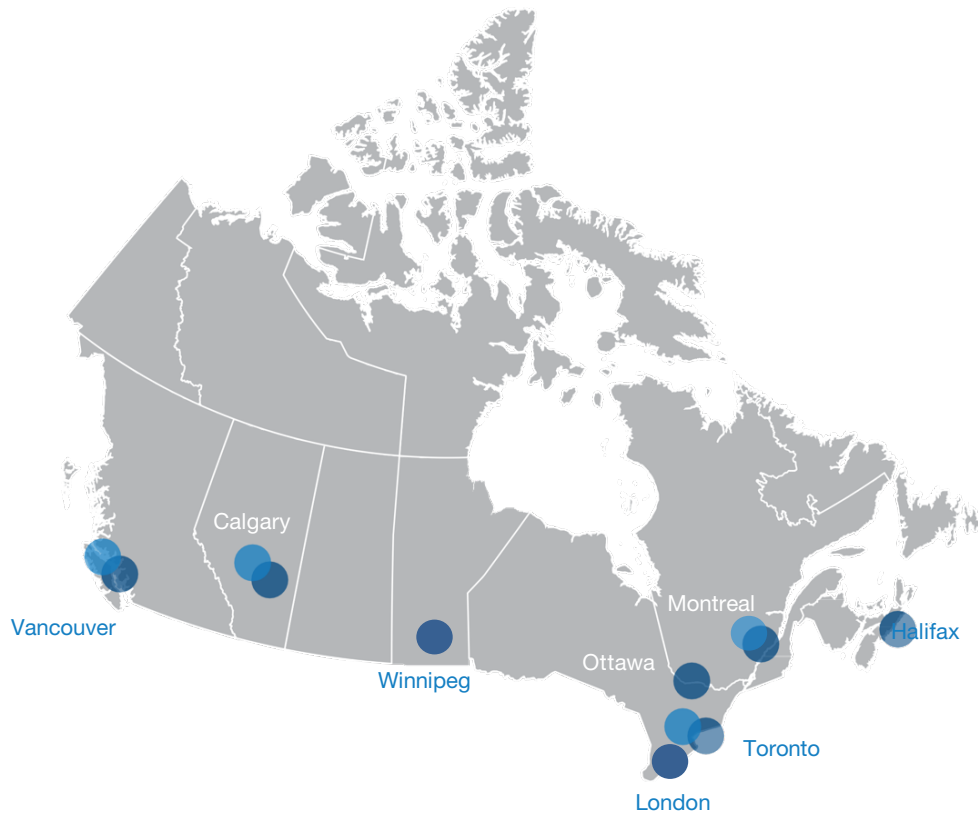 Calgary
Vancouver
Montreal
Halifax
Ottawa
Winnipeg
Toronto
London